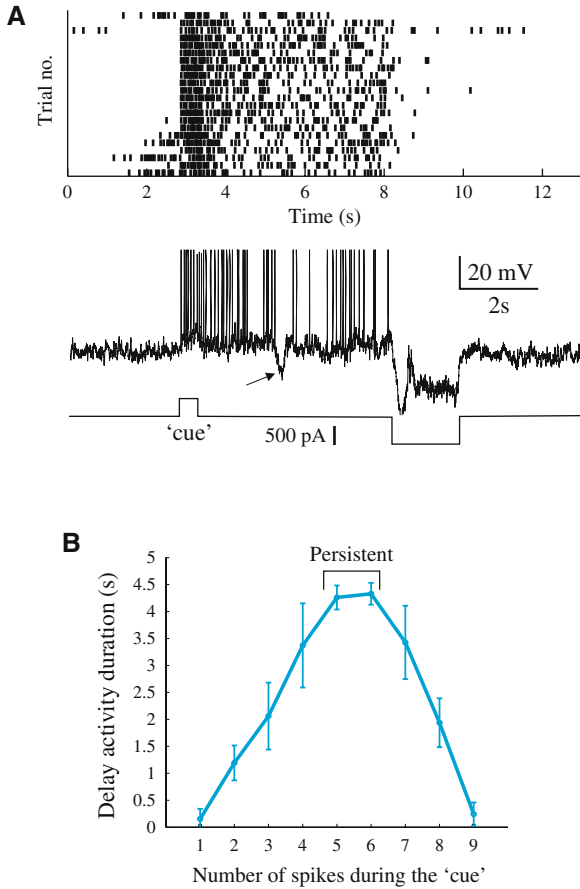 A
Trial no.
0 2 4 6 8 10 12
Time (s)
20 mV
2s
'cue'
500 pA
B
Persistent
Delay activity duration (s)
5
4.5
4
3.5
3
2.5
2
1.5
1
0.5
0
1 2 3 4 5 6 7 8 9
Number of spikes during the 'cue'